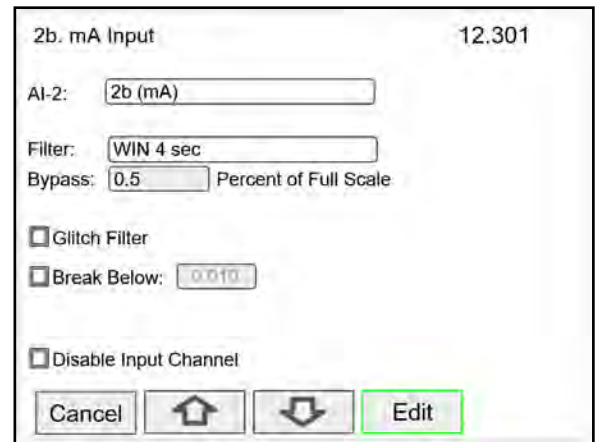 2b. mA Input 12.301
AI-2: 2b (mA)
Filter: WIN 4 sec
Bypass: 0.5 Percent of Full Scale
Glitch Filter
Break Below: 0.010
Disable Input Channel
Cancel Edit